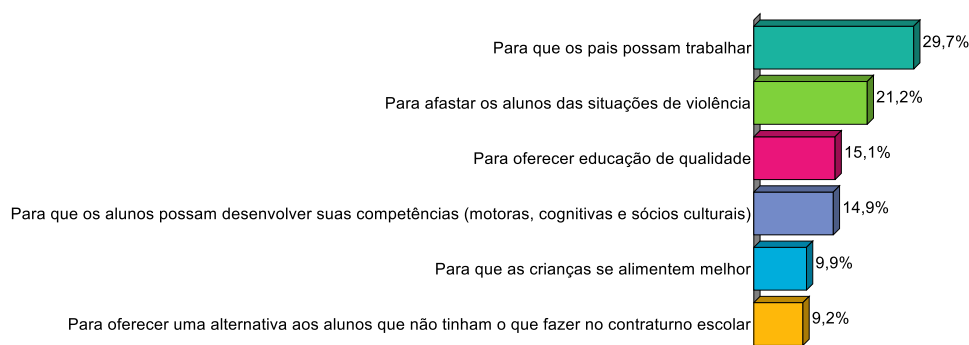 Para que os pais possam trabalhar 29,7%
Para afastar os alunos das situações de violência 21,2%
Para oferecer educação de qualidade 15,1%
Para que os alunos possam desenvolver suas competências (motoras, cognitivas e sócios culturais) 14,9%
Para que as crianças se alimentem melhor 9,9%
Para oferecer uma alternativa aos alunos que não tinham o que fazer no contraturno escolar 9,2%